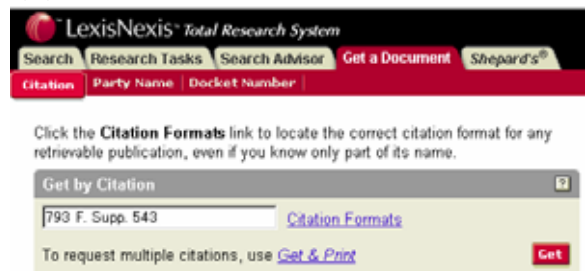 LexisNexis™ Total Research System
Search Research Tasks Search Advisor Get a Document Shepard's®
Citation Party Name Docket Number
Click the Citation Formats link to locate the correct citation format for any
retrievable publication, even if you know only part of its name.
Get by Citation ?
793 F. Supp. 543 Citation Formats
To request multiple citations, use Get & Print Get